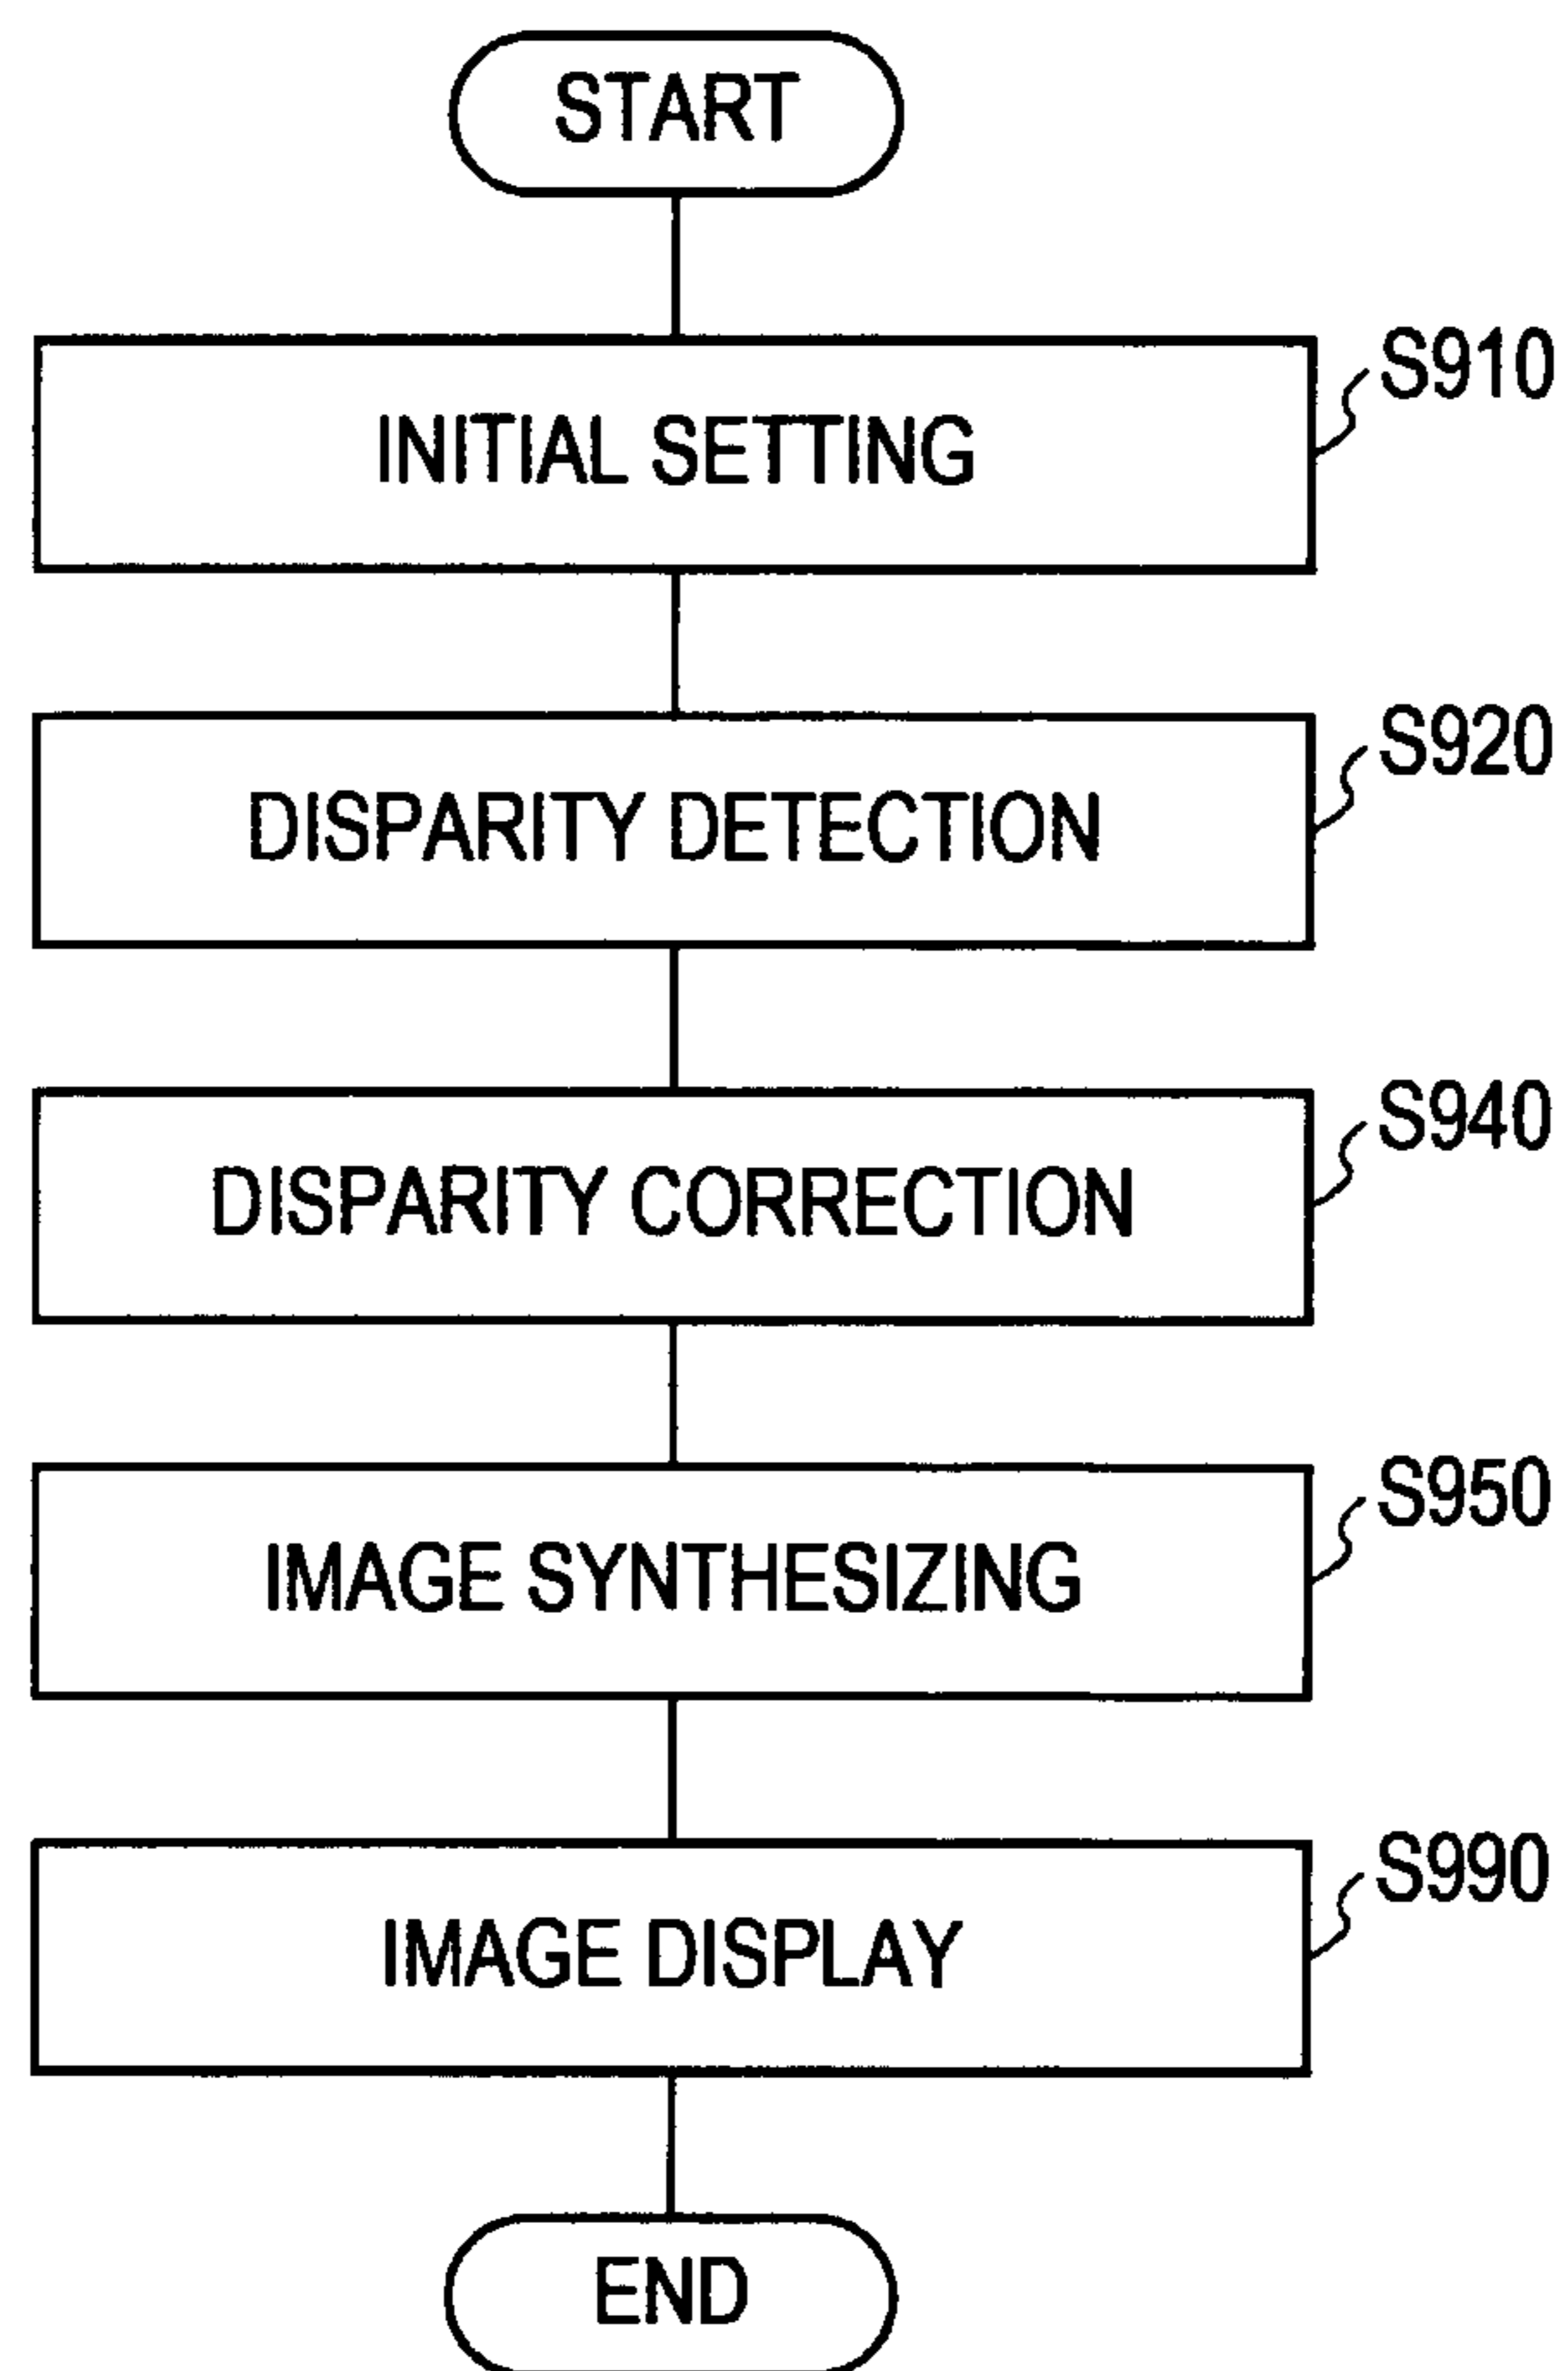 START
S910
INITIAL SETTING
S920
DISPARITY DETECTION
S940
DISPARITY CORRECTION
S950
IMAGE SYNTHESIZING
S990
IMAGE DISPLAY
END